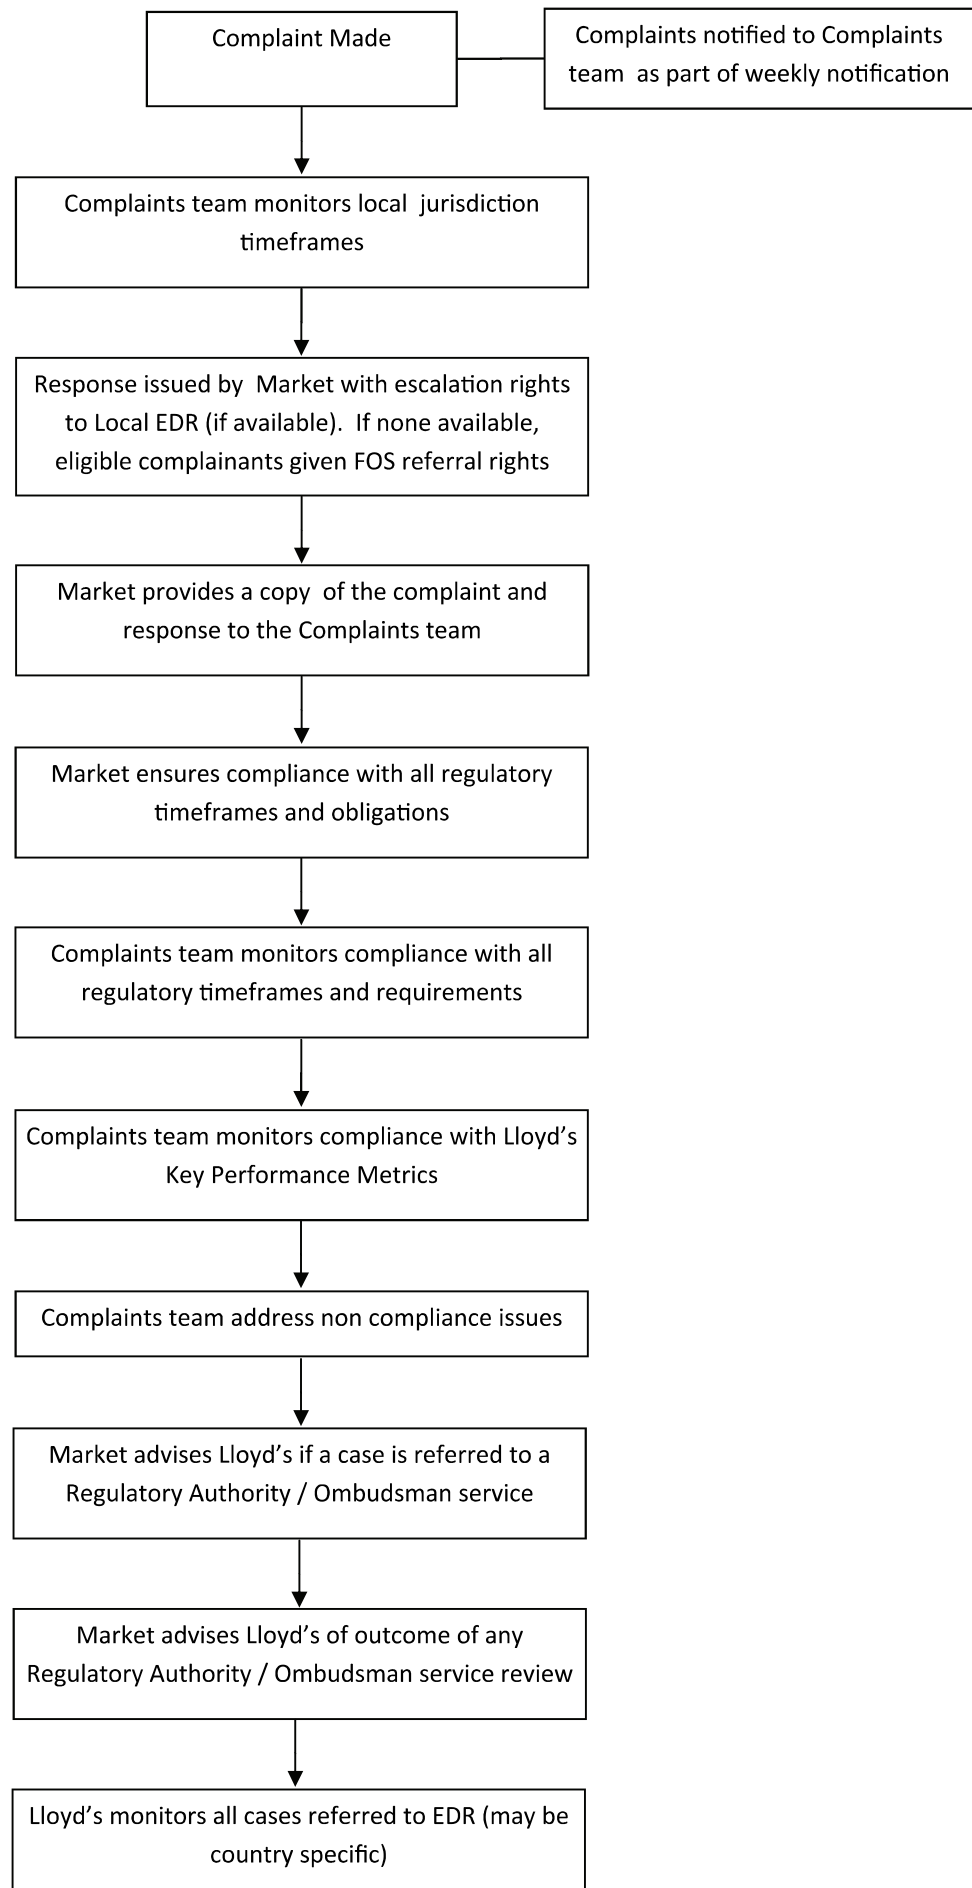 Complaint Made
Complaints notified to Complaints
team as part of weekly notification
Complaints team monitors local jurisdiction
timeframes
Response issued by Market with escalation rights
to Local EDR (if available). If none available,
eligible complainants given FOS referral rights
Market provides a copy of the complaint and
response to the Complaints team
Market ensures compliance with all regulatory
timeframes and obligations
Complaints team monitors compliance with all
regulatory timeframes and requirements
Complaints team monitors compliance with Lloyd’s
Key Performance Metrics
Complaints team address non compliance issues
Market advises Lloyd’s if a case is referred to a
Regulatory Authority / Ombudsman service
Market advises Lloyd’s of outcome of any
Regulatory Authority / Ombudsman service review
Lloyd’s monitors all cases referred to EDR (may be
country specific)